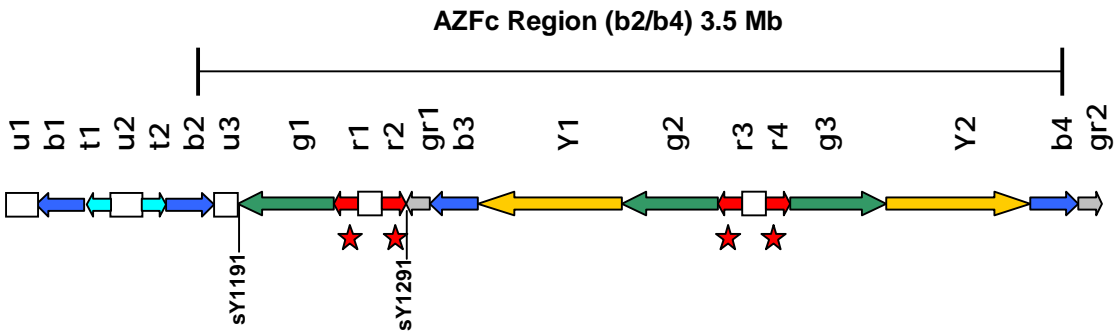 AZFc Region (b2/b4) 3.5 Mb
u1 b1 t1 u2 t2 b2 u3 g1 r1 r2 gr1 b3 Y1 g2 r3 r4 g3 Y2 b4 gr2
sY1191
sY1291